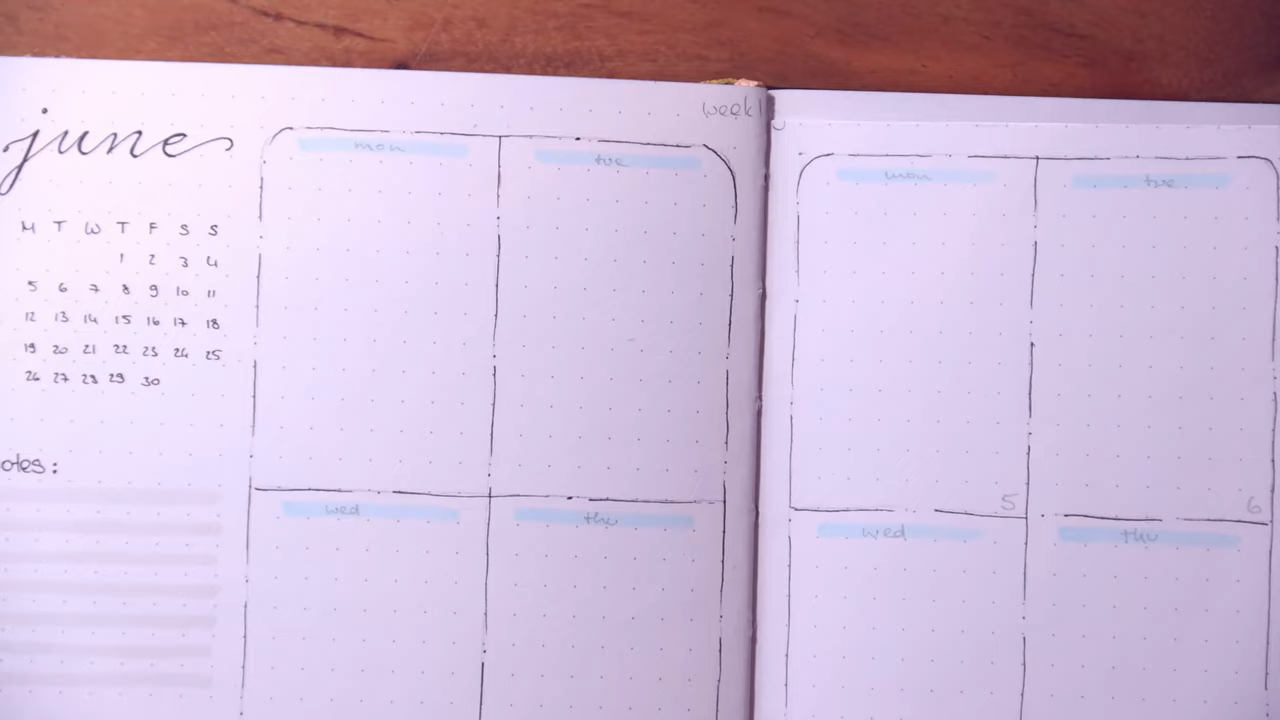 june
M T W T F S S
1 2 3 4
5 6 7 8 9 10 11
12 13 14 15 16 17 18
19 20 21 22 23 24 25
26 27 28 29 30
otes:
weekl
mon tue
wed thu
mon tue
5 6
wed thu